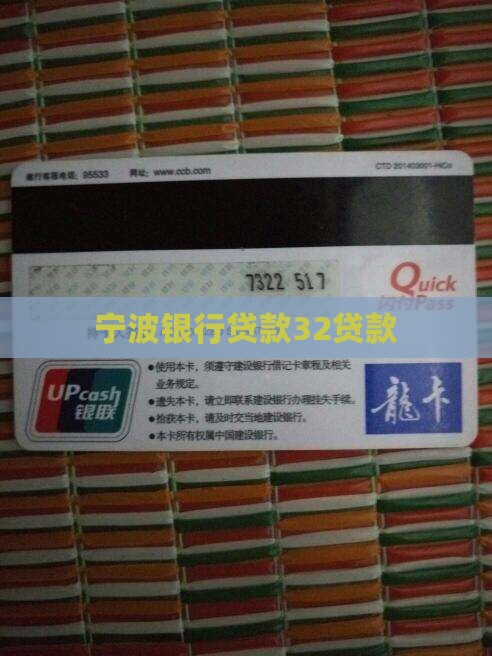 建行客服电话：95533 网址：www.ccb.com CTD 201403001-HiCo
7322 517
Quick
闪付Pass
宁波银行贷款32贷款
•使用本卡，须遵守建设银行借记卡章程及相关
业务规定。
•遗失本卡，请立即联系建设银行办理挂失手续。
•拾获本卡，请及时交当地建设银行。
•本卡所有权属中国建设银行。
UPcash
银联
龍卡